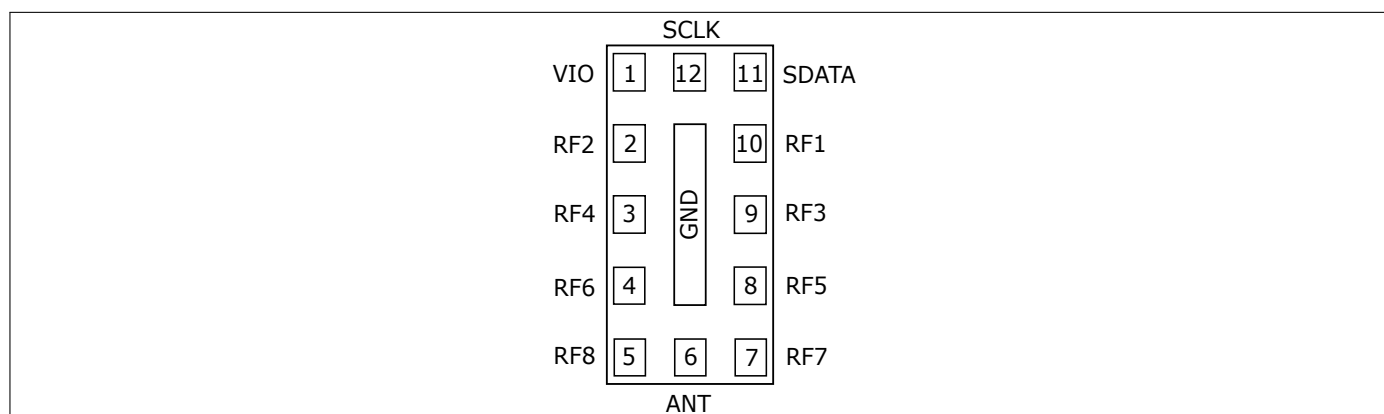 SCLK
VIO 1 12 11 SDATA
RF2 2 10 RF1
GND
RF4 3 9 RF3
RF6 4 8 RF5
RF8 5 6 7 RF7
ANT